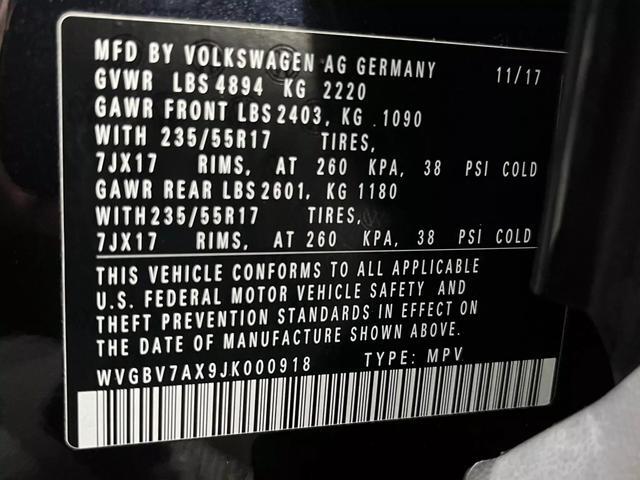 MFD BY VOLKSWAGEN AG GERMANY 11/17
GVWR LBS 4894 KG 2220
GAWR FRONT LBS 2403, KG .1090
WITH 235/55R17 TIRES,
7JX17 RIMS, AT 260 KPA, 38 PSI COLD
GAWR REAR LBS 2601, KG 1180
WITH 235/55R17 TIRES,
7JX17 RIMS, AT 260 KPA, 38 PSI COLD
THIS VEHICLE CONFORMS TO ALL APPLICABLE
U.S. FEDERAL MOTOR VEHICLE SAFETY AND
THEFT PREVENTION STANDARDS IN EFFECT ON
THE DATE OF MANUFACTURE SHOWN ABOVE.
WVGBV7AX9JK000918 TYPE: MPV